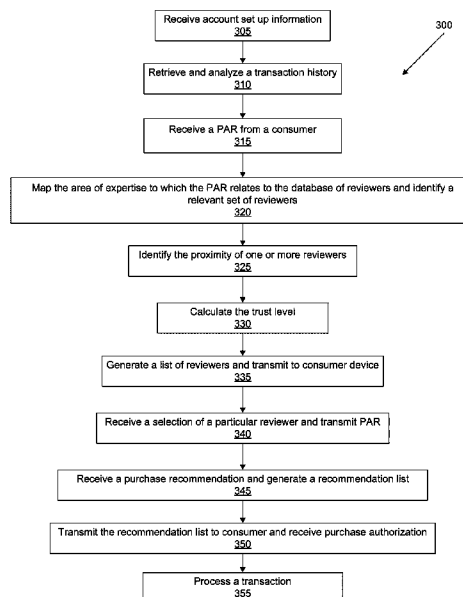 Receive account set up information
305
300
Retrieve and analyze a transaction history
310
Receive a PAR from a consumer
315
Map the area of expertise to which the PAR relates to the database of reviewers and identify a
relevant set of reviewers
320
Identify the proximity of one or more reviewers
325
Calculate the trust level
330
Generate a list of reviewers and transmit to consumer device
335
Receive a selection of a particular reviewer and transmit PAR
340
Receive a purchase recommendation and generate a recommendation list
345
Transmit the recommendation list to consumer and receive purchase authorization
350
Process a transaction
355